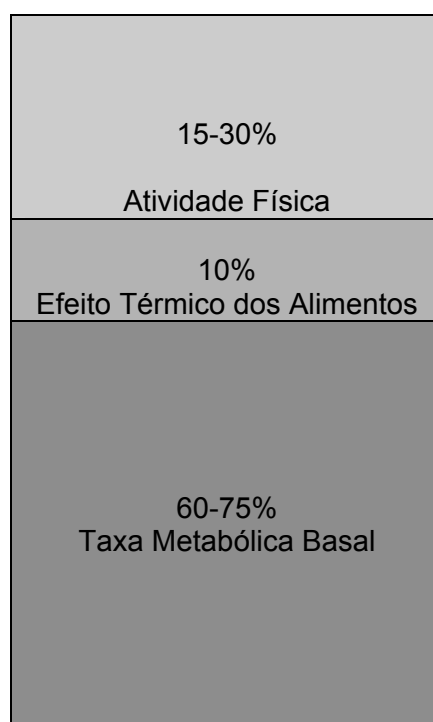 15-30%
Atividade Física
10%
Efeito Térmico dos Alimentos
60-75%
Taxa Metabólica Basal